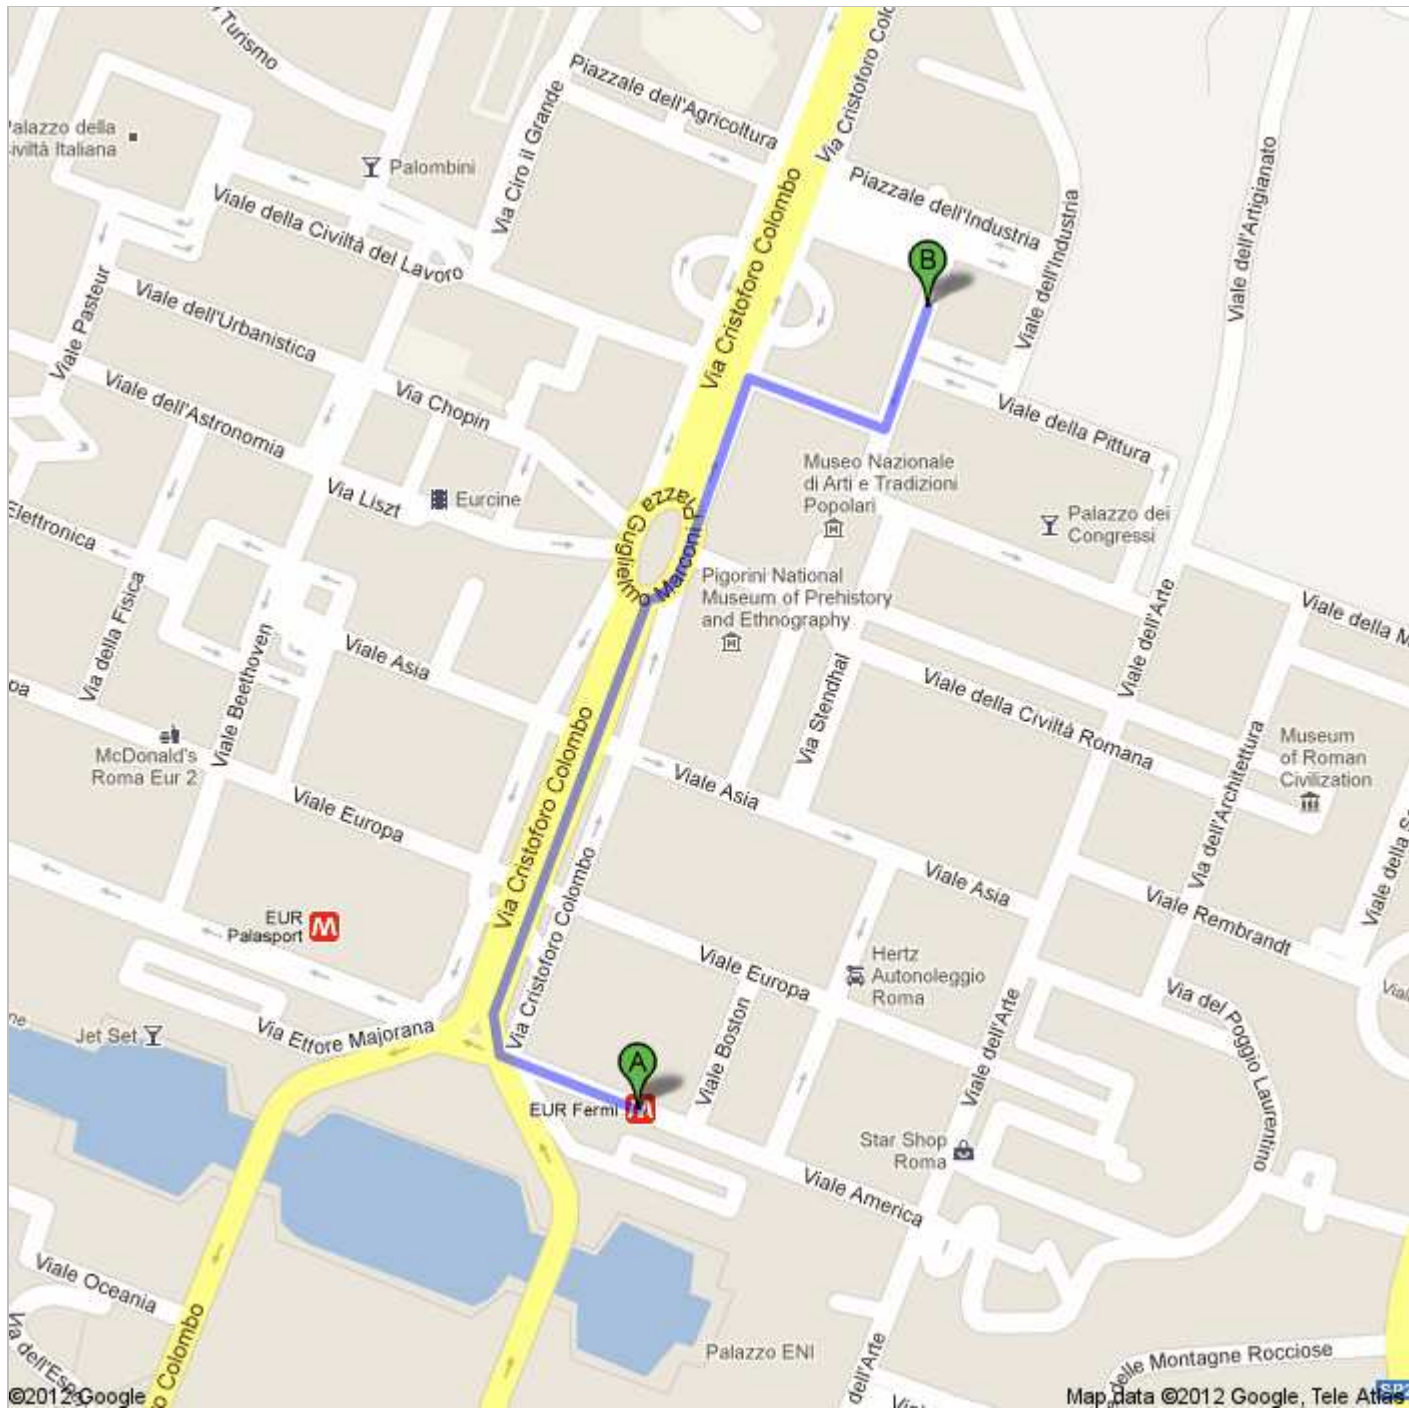 Turismo
Via Cristoforo Colo
Piazzale dell'Agricoltura
Via Ciro il Grande
Palazzo della
iviltà Italiana
Palombini
Piazzale dell'Industria
Viale dell'Artigianato
Viale della Civiltà del Lavoro
Via Cristoforo Colombo
Viale dell'Industria
B
Viale Pasteur
Viale dell'Urbanistica
Viale dell'Astronomia
Via Chopin
Viale della Pittura
Museo Nazionale
di Arti e Tradizioni
Popolari
Via Liszt
Eurcine
Piazza Guglielmo Marconi
Palazzo dei
Congressi
Elettronica
Pigorini National
Museum of Prehistory
and Ethnography
Via della Fisica
Viale Beethoven
Viale Asia
Viale dell'Arte
Viale della M
Via Stendhal
Viale della Civiltà Romana
Museum
of Roman
Civilization
McDonald's
Roma Eur 2
Via Cristoforo Colombo
Viale Asia
Via dell'Architettura
Viale Europa
Via Cristoforo Colombo
Viale Asia
Viale Rembrandt
Viale della
EUR
Palasport
Viale Europa
Hertz
Autonoleggio
Roma
Via del Poggio Laurentino
Vial
Jet Set
Via Ettore Majorana
Viale Boston
Viale dell'Arte
A
EUR Fermi
M
Star Shop
Roma
Viale America
Viale Oceania
o Colombo
Via dell'Espe
Palazzo ENI
dell'Arte
delle Montagne Rocciose
©2012 Google
Map data ©2012 Google, Tele Atlas